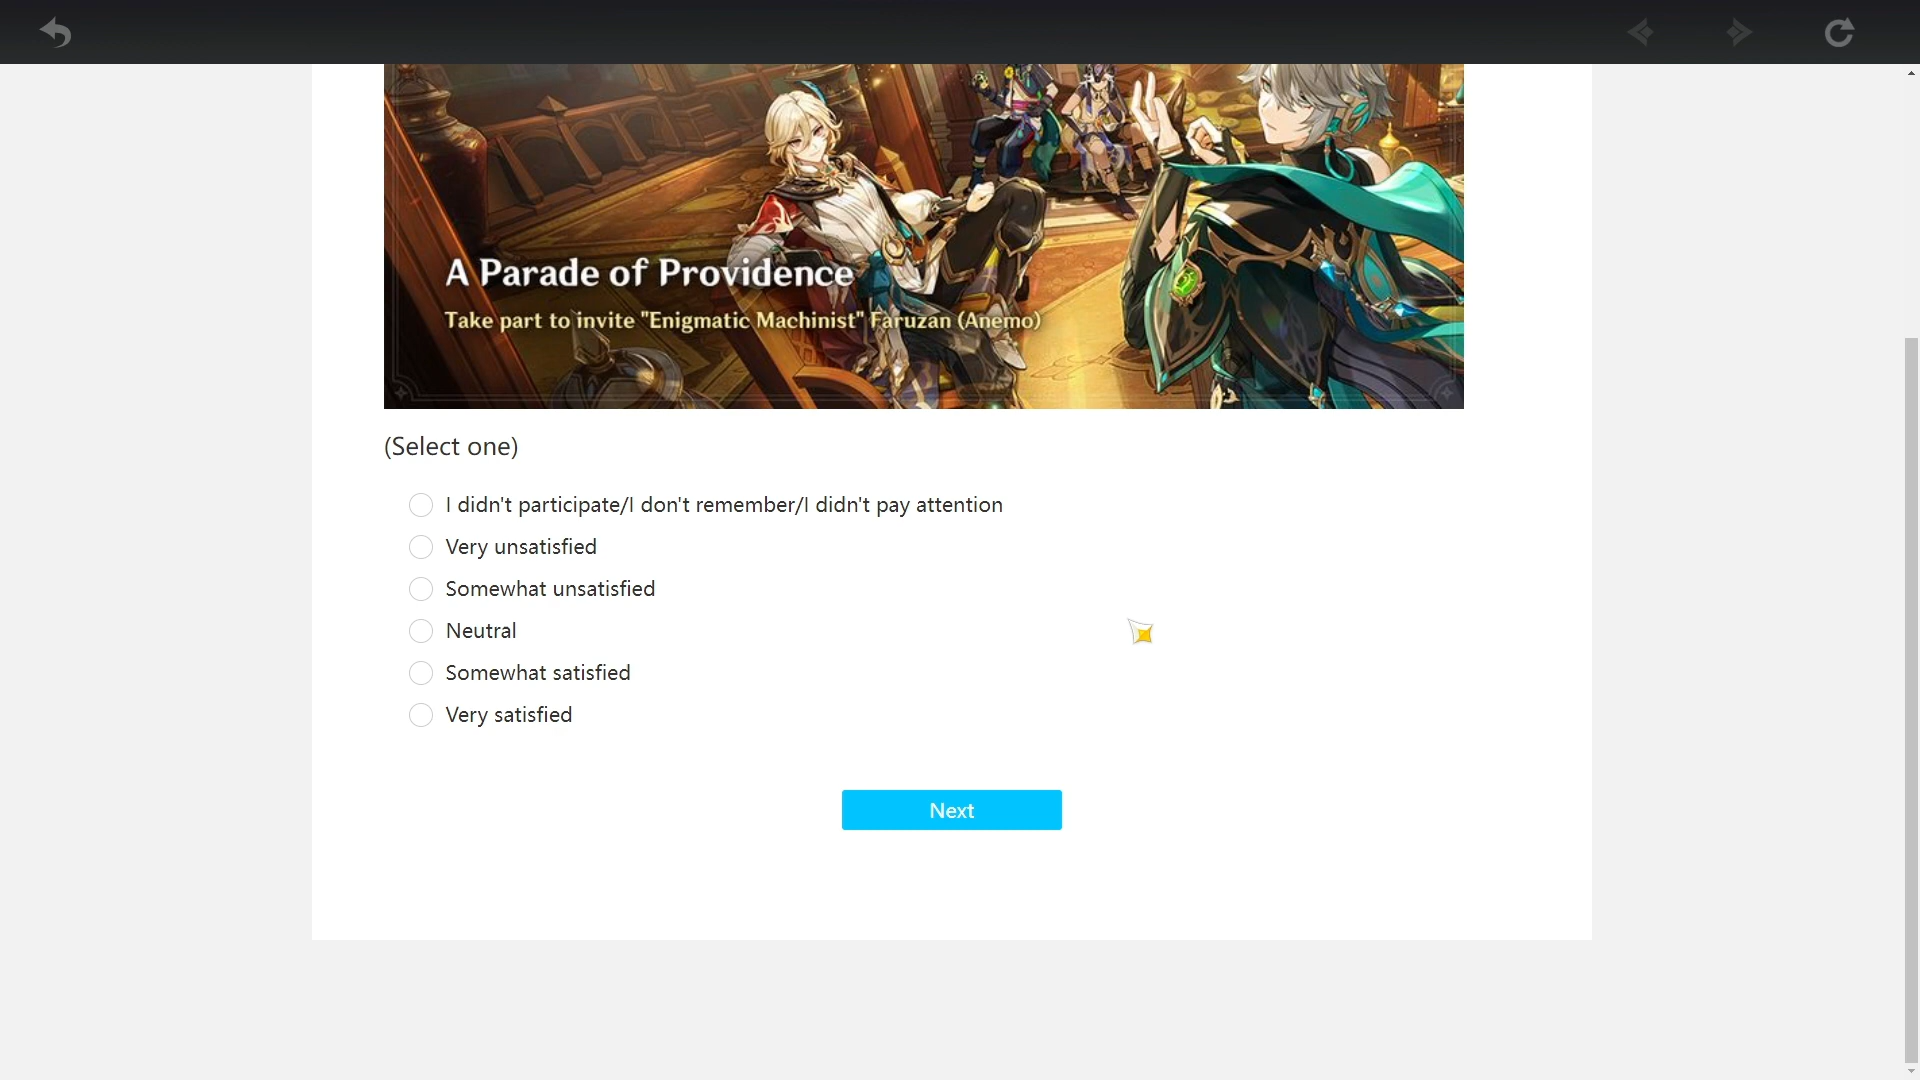 A Parade of Providence
Take part to invite "Enigmatic Machinist" Faruzan (Anemo)
(Select one)
I didn't participate/I don't remember/I didn't pay attention
Very unsatisfied
Somewhat unsatisfied
Neutral
Somewhat satisfied
Very satisfied
Next